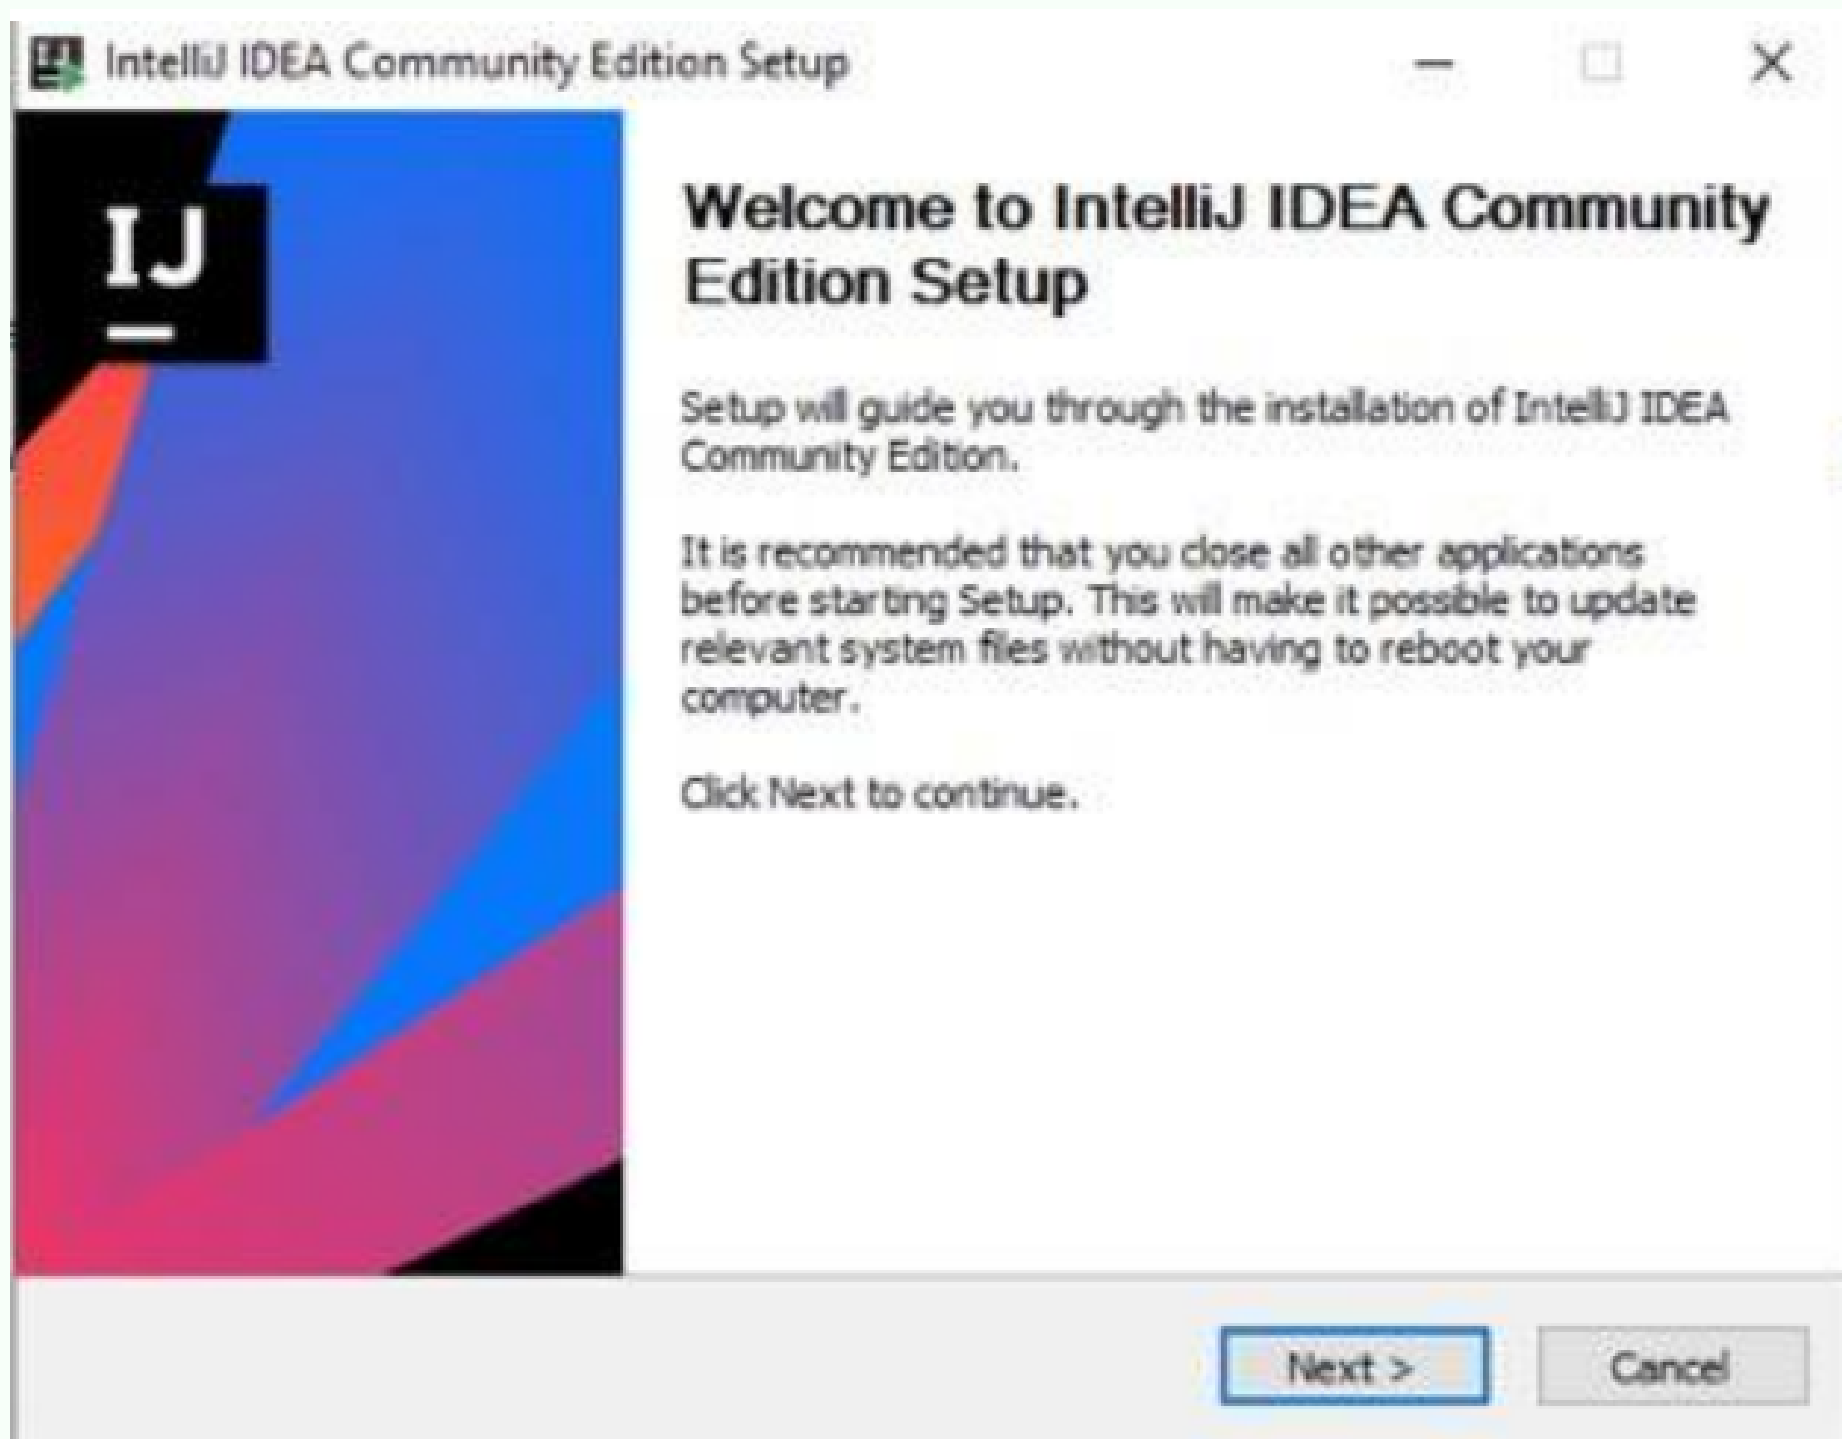 IntelliJ IDEA Community Edition Setup
IJ
Welcome to IntelliJ IDEA Community
Edition Setup
Setup will guide you through the installation of IntelliJ IDEA
Community Edition.
It is recommended that you close all other applications
before starting Setup. This will make it possible to update
relevant system files without having to reboot your
computer.
Click Next to continue.
Next >
Cancel